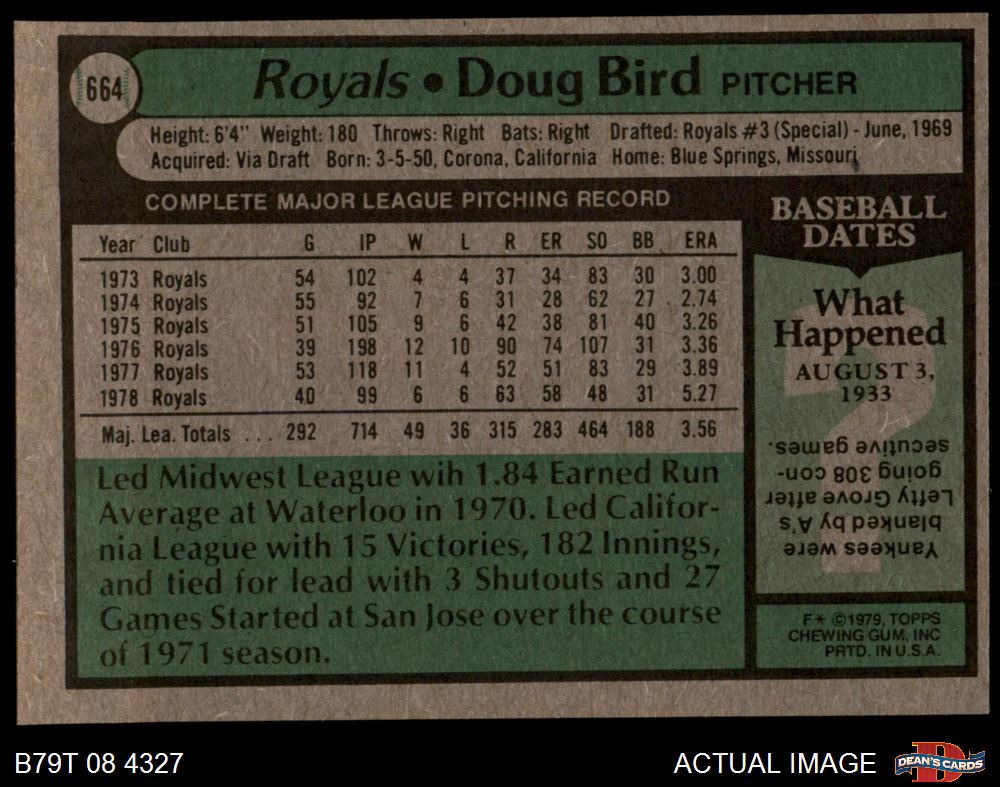 664
Royals • Doug Bird PITCHER
Height: 6'4" Weight: 180 Throws: Right Bats: Right Drafted: Royals #3 (Special) - June, 1969
Acquired: Via Draft Born: 3-5-50, Corona, California Home: Blue Springs, Missouri
COMPLETE MAJOR LEAGUE PITCHING RECORD
Year Club G IP W L R ER SO BB ERA
1973 Royals 54 102 4 4 37 34 83 30 3.00
1974 Royals 55 92 7 6 31 28 62 27 2.74
1975 Royals 51 105 9 6 42 38 81 40 3.26
1976 Royals 39 198 12 10 90 74 107 31 3.36
1977 Royals 53 118 11 4 52 51 83 29 3.89
1978 Royals 40 99 6 6 63 58 48 31 5.27
Maj. Lea. Totals ... 292 714 49 36 315 283 464 188 3.56
Led Midwest League wih 1.84 Earned Run
Average at Waterloo in 1970. Led Califor-
nia League with 15 Victories, 182 Innings,
and tied for lead with 3 Shutouts and 27
Games Started at San Jose over the course
of 1971 season.
BASEBALL
DATES
What
Happened
AUGUST 3,
1933
Yankees were
blanked by A's
Lefty Grove after
going 308 con-
secutive games.
F* ©1979, TOPPS
CHEWING GUM, INC
PRTD. IN U.S.A.
B79T 08 4327
ACTUAL IMAGE
DEAN'S CARDS